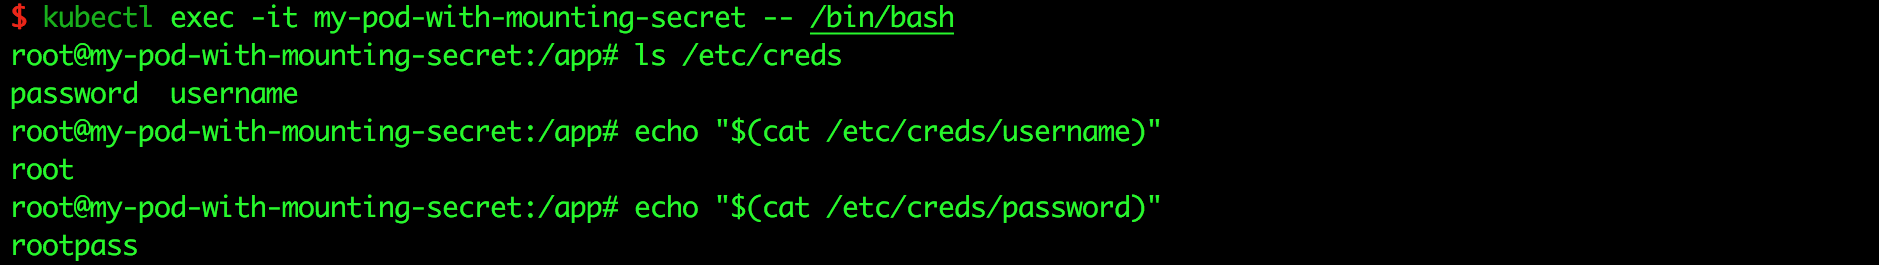 $ kubectl exec -it my-pod-with-mounting-secret -- /bin/bash
root@my-pod-with-mounting-secret:/app# ls /etc/creds
password  username
root@my-pod-with-mounting-secret:/app# echo "$(cat /etc/creds/username)"
root
root@my-pod-with-mounting-secret:/app# echo "$(cat /etc/creds/password)"
rootpass